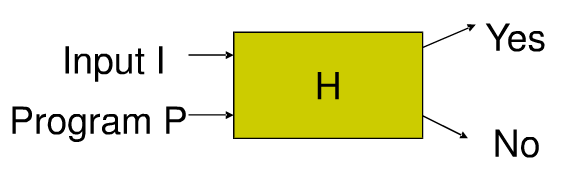 Input I
Program P
H
Yes
No